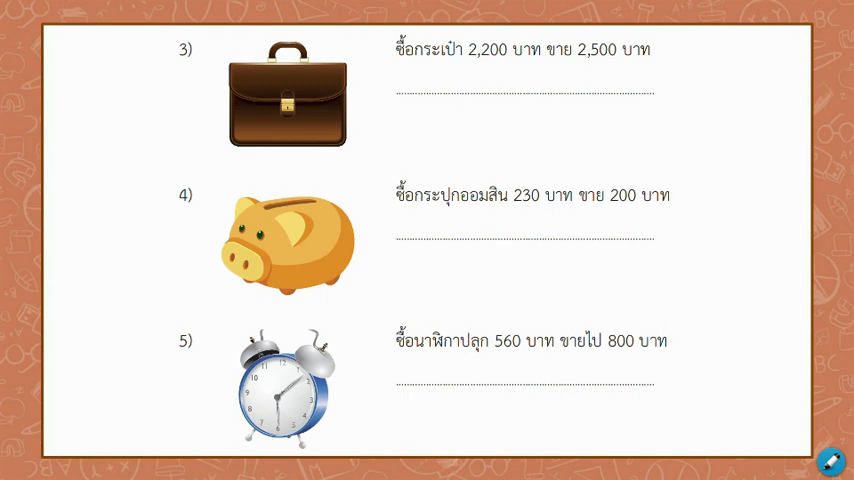 3) ซื้อกระเป๋า 2,200 บาท ขาย 2,500 บาท
4) ซื้อกระปุกออมสิน 230 บาท ขาย 200 บาท
5) ซื้อนาฬิกาปลุก 560 บาท ขายไป 800 บาท